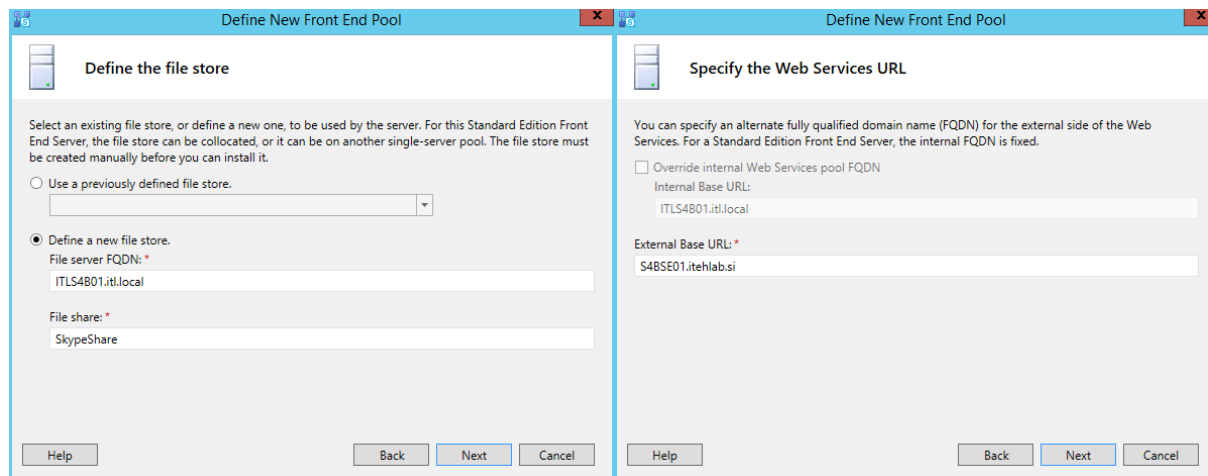 Define New Front End Pool
x
Define the file store
Select an existing file store, or define a new one, to be used by the server. For this Standard Edition Front
End Server, the file store can be collocated, or it can be on another single-server pool. The file store must
be created manually before you can install it.
Use a previously defined file store.
Define a new file store.
File server FQDN: *
ITLS4B01.itl.local
File share: *
SkypeShare
Help
Back
Next
Cancel
Define New Front End Pool
x
Specify the Web Services URL
You can specify an alternate fully qualified domain name (FQDN) for the external side of the Web
Services. For a Standard Edition Front End Server, the internal FQDN is fixed.
Override internal Web Services pool FQDN
Internal Base URL:
ITLS4B01.itl.local
External Base URL: *
S4BSE01.itehlab.si
Help
Back
Next
Cancel